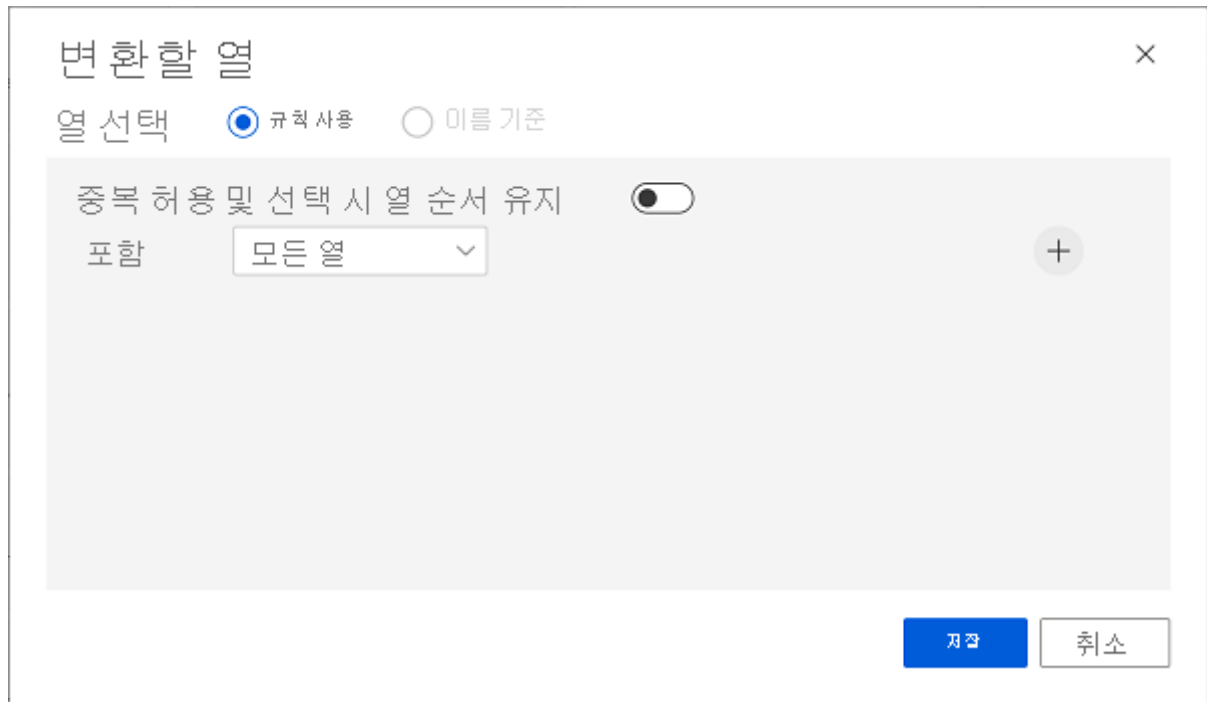 변환할 열
열 선택 규칙 사용 이름 기준
중복 허용 및 선택 시 열 순서 유지
포함 모든 열
저장 취소